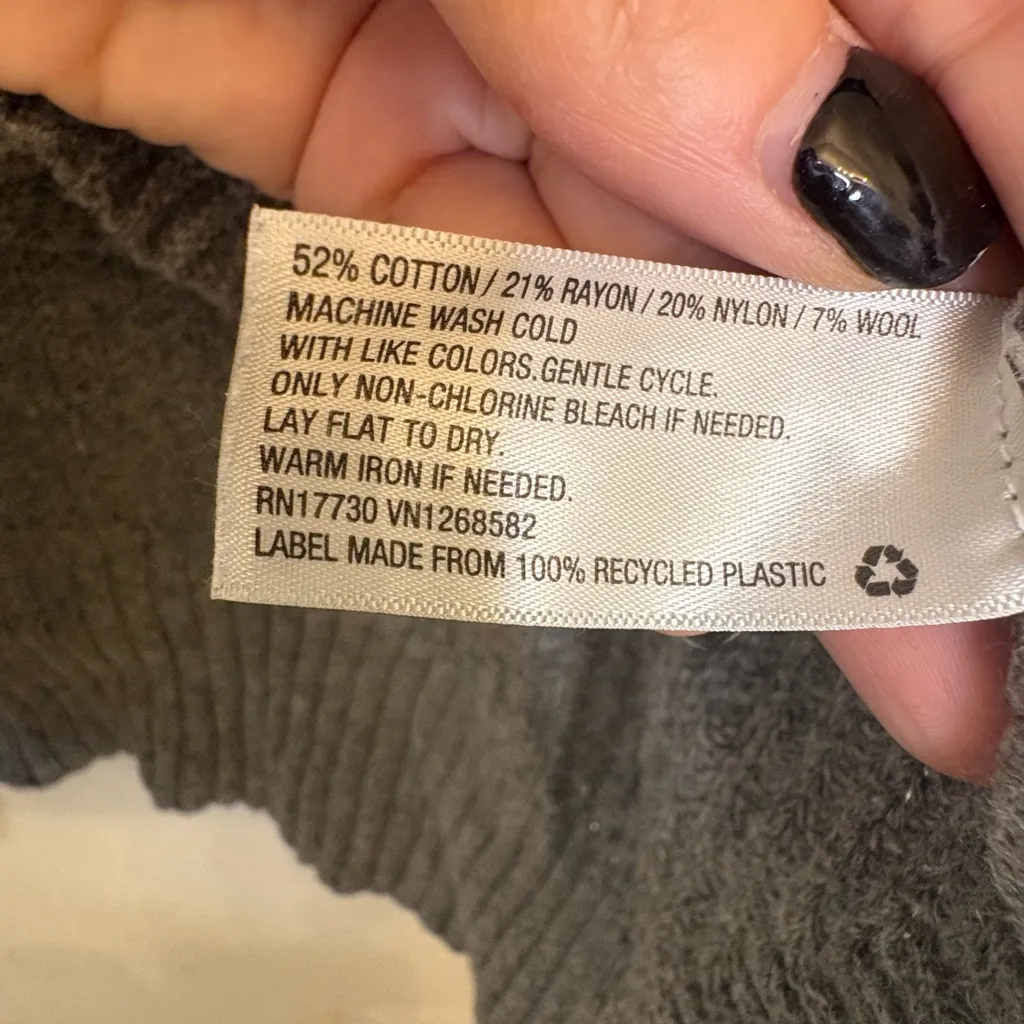 52% COTTON / 21% RAYON / 20% NYLON / 7% WOOL
MACHINE WASH COLD
WITH LIKE COLORS.GENTLE CYCLE.
ONLY NON-CHLORINE BLEACH IF NEEDED.
LAY FLAT TO DRY.
WARM IRON IF NEEDED.
RN17730 VN1268582
LABEL MADE FROM 100% RECYCLED PLASTIC